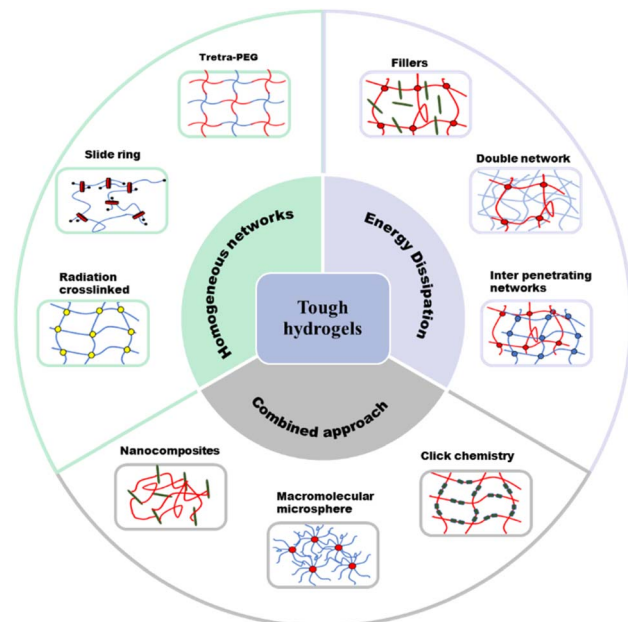 Tretra-PEG
Fillers
Slide ring
Double network
Radiation
crosslinked
Inter penetrating
networks
Homogeneous networks
Energy Dissipation
Tough
hydrogels
Combined approach
Nanocomposites
Macromolecular
microsphere
Click chemistry